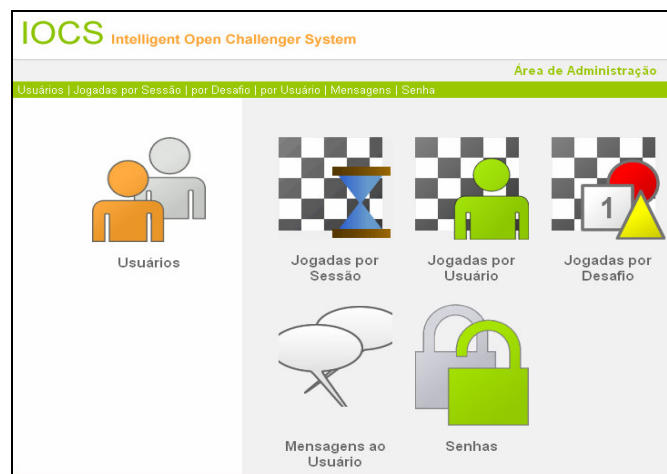 IOCS Intelligent Open Challenger System
Área de Administração
Usuários | Jogadas por Sessão | por Desafio | por Usuário | Mensagens | Senha
Usuários
Jogadas por
Sessão
Jogadas por
Usuário
1
Jogadas por
Desafio
Mensagens ao
Usuário
Senhas